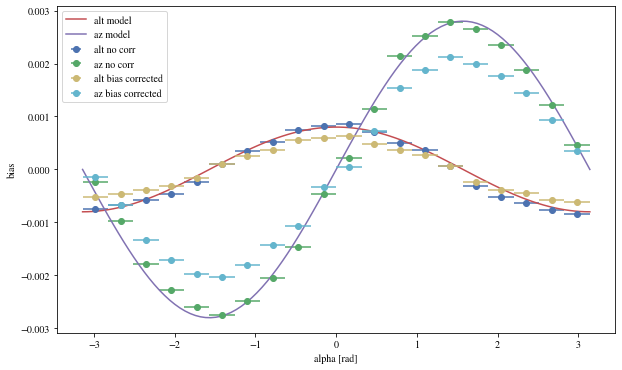 0.003
0.002
0.001
0.000
−0.001
−0.002
−0.003
bias
alt model
az model
alt no corr
az no corr
alt bias corrected
az bias corrected
−3 −2 −1 0 1 2 3
alpha [rad]